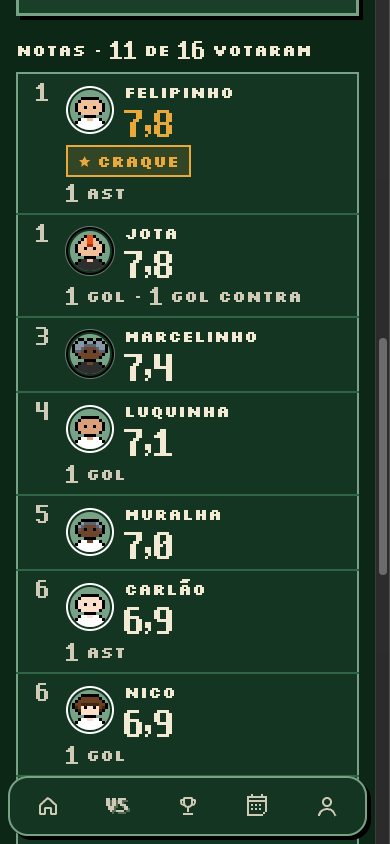 NOTAS · 11 DE 16 VOTARAM
1 FELIPINHO
7,8
★ CRAQUE
1 AST
1 JOTA
7,8
1 GOL · 1 GOL CONTRA
3 MARCELINHO
7,4
4 LUQUINHA
7,1
1 GOL
5 MURALHA
7,0
6 CARLÃO
6,9
1 AST
6 NICO
6,9
1 GOL
VS